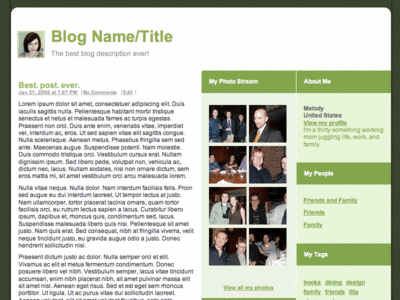 Blog Name/Title
The best blog description ever!
Best. post. ever.
Jan 31, 2006 at 7:07 PM | No Comments | Edit |
Lorem ipsum dolor sit amet, consectetuer adipiscing elit. Duis
iaculis sagittis nulla. Pellentesque habitant morbi tristique
senectus et netus et malesuada fames ac turpis egestas.
Praesent non orci. Duis ante enim, venenatis vitae, imperdiet
vel, interdum ac, eros. Ut sed sapien vitae elit sagittis congue.
Nulla scelerisque. Aenean metus. Phasellus fringilla sem sed
ante. Maecenas augue. Suspendisse potenti. Nam molestie.
Duis commodo tristique orci. Vestibulum cursus erat. Nullam
dignissim ipsum. Sed libero pede, volutpat eu, rhoncus vitae,
dictum nec, lacus. Nullam sodales, nisi non ornare dictum, sem
eros mattis mi, sit amet vestibulum orci arcu malesuada lorem.
Nulla vitae neque. Nulla dolor. Nam interdum facilisis felis. Proin
sed augue eu dui interdum laoreet. Ut tempor lectus at justo.
Nam ullamcorper, tortor placerat lacinia ornare, quam tortor
facilisis orci, eu rutrum lectus sapien a lacus. Curabitur libero
ipsum, dapibus et, rhoncus quis, condimentum sed, lacus.
Suspendisse malesuada libero quis nisi. Pellentesque sit amet
justo. Nam quis erat. Sed consequat, nibh at fringilla viverra, velit
neque tincidunt justo, eu gravida augue odio a justo. Donec
hendrerit sollicitudin nisi.
Praesent dictum justo ac dolor. Nulla semper orci et elit.
Vivamus ac elit et metus fermentum condimentum. Donec
posuere libero vel nibh. Vestibulum semper, lacus vitae tincidunt
accumsan, enim nibh placerat nibh, sit amet pulvinar massa elit
sit amet nisl. Aenean eget risus. Sed et est eget sem mollis
porttitor. Ut ligula. Ut ac purus vitae dui sollicitudin laoreet.
My Photo Stream
View all my photos
About Me
Melody
United States
View my profile
I'm a thirty something working
mom juggling life, work, and
family
My People
Friends and Family
Friends
Family
My Tags
books dining design
family friends lilia